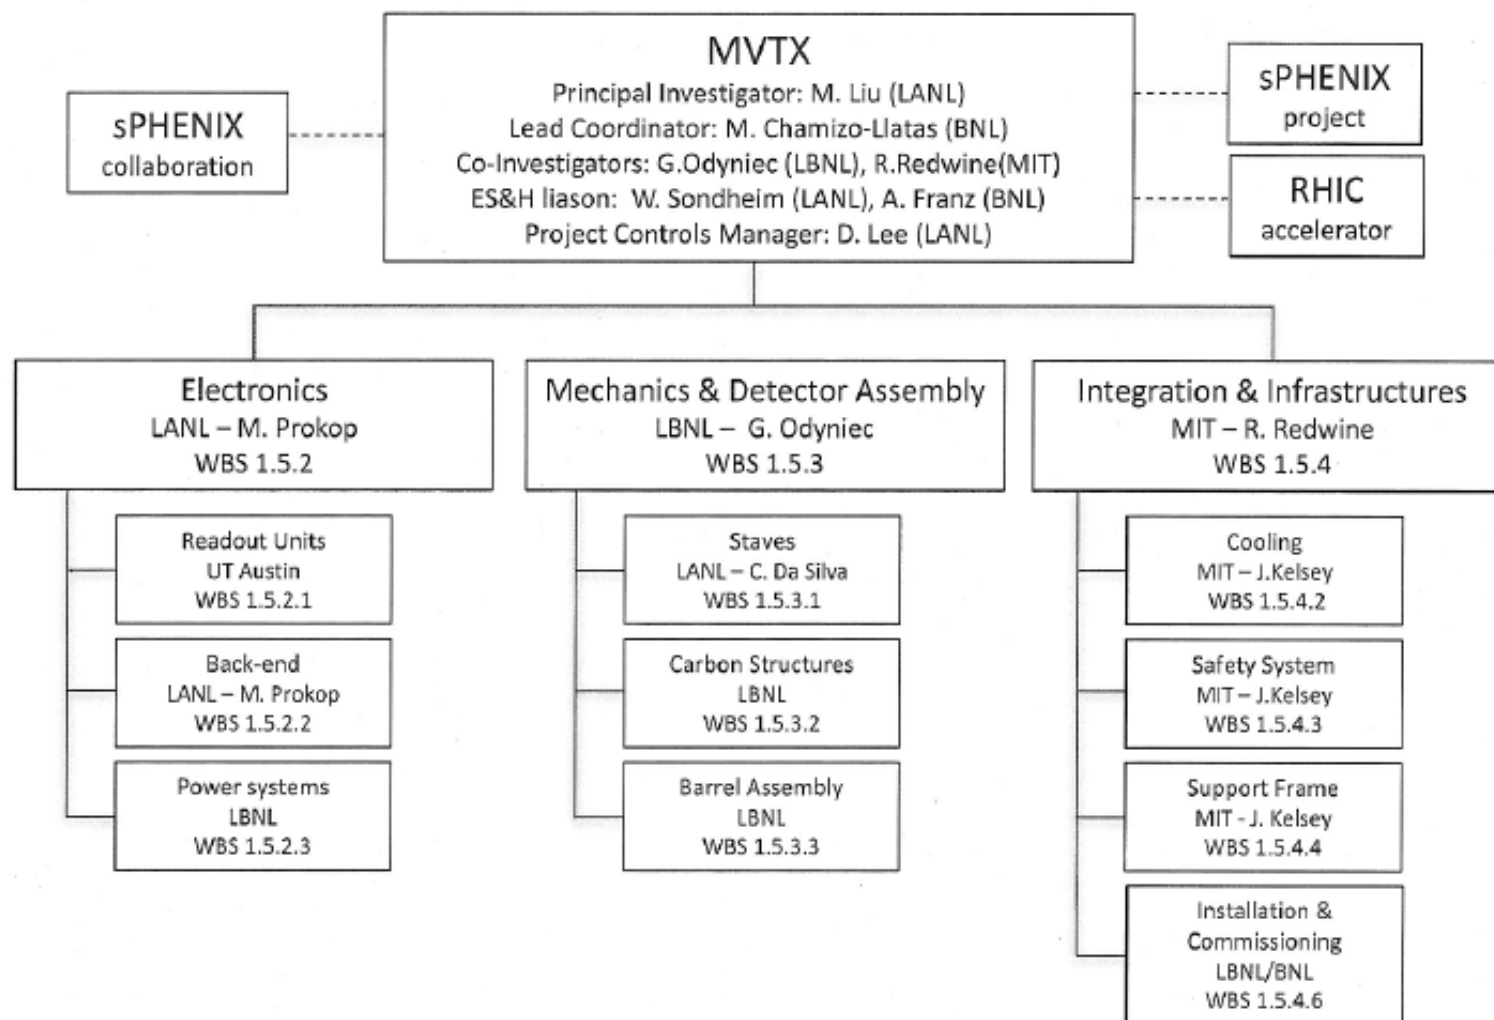 MVTX
Principal Investigator: M. Liu (LANL)
Lead Coordinator: M. Chamizo-Llatas (BNL)
Co-Investigators: G.Odyniec (LBNL), R.Redwine(MIT)
ES&H liason: W. Sondheim (LANL), A. Franz (BNL)
Project Controls Manager: D. Lee (LANL)
sPHENIX
collaboration
sPHENIX
project
RHIC
accelerator
Electronics
LANL – M. Prokop
WBS 1.5.2
Readout Units
UT Austin
WBS 1.5.2.1
Back-end
LANL – M. Prokop
WBS 1.5.2.2
Power systems
LBNL
WBS 1.5.2.3
Mechanics & Detector Assembly
LBNL – G. Odyniec
WBS 1.5.3
Staves
LANL – C. Da Silva
WBS 1.5.3.1
Carbon Structures
LBNL
WBS 1.5.3.2
Barrel Assembly
LBNL
WBS 1.5.3.3
Integration & Infrastructures
MIT – R. Redwine
WBS 1.5.4
Cooling
MIT – J.Kelsey
WBS 1.5.4.2
Safety System
MIT – J.Kelsey
WBS 1.5.4.3
Support Frame
MIT - J. Kelsey
WBS 1.5.4.4
Installation &
Commissioning
LBNL/BNL
WBS 1.5.4.6